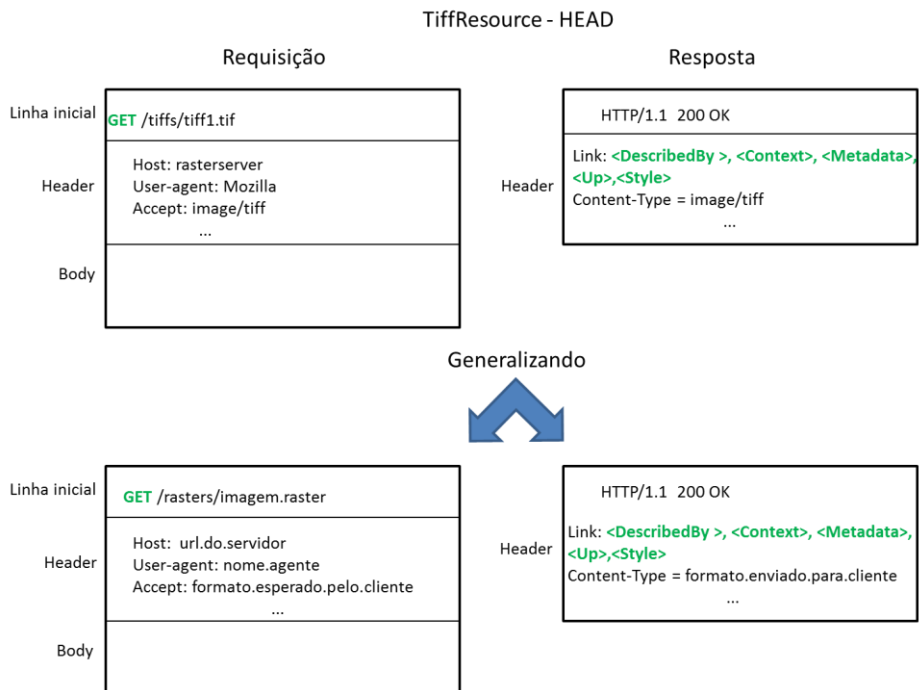 TiffResource - HEAD
Requisição
Resposta
Linha inicial
GET /tiffs/tiff1.tif
Header
Host: rasterserver
User-agent: Mozilla
Accept: image/tiff
...
Body
HTTP/1.1 200 OK
Header
Link: <DescribedBy >, <Context>, <Metadata>,
<Up>,<Style>
Content-Type = image/tiff
...
Generalizando
Linha inicial
GET /rasters/imagem.raster
Header
Host: url.do.servidor
User-agent: nome.agente
Accept: formato.esperado.pelo.cliente
...
Body
HTTP/1.1 200 OK
Header
Link: <DescribedBy >, <Context>, <Metadata>,
<Up>,<Style>
Content-Type = formato.enviado.para.cliente
...